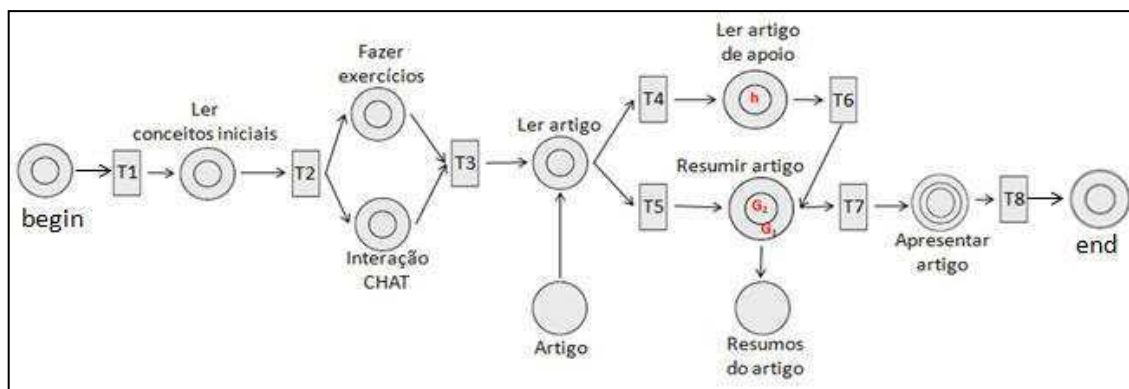 begin
T1
Ler
conceitos iniciais
T2
Fazer
exercícios
Interação
CHAT
T3
Ler artigo
Artigo
T4
Ler artigo
de apoio
h
T6
T5
Resumir artigo
G₂
G₁
Resumos
do artigo
T7
Apresentar
artigo
T8
end